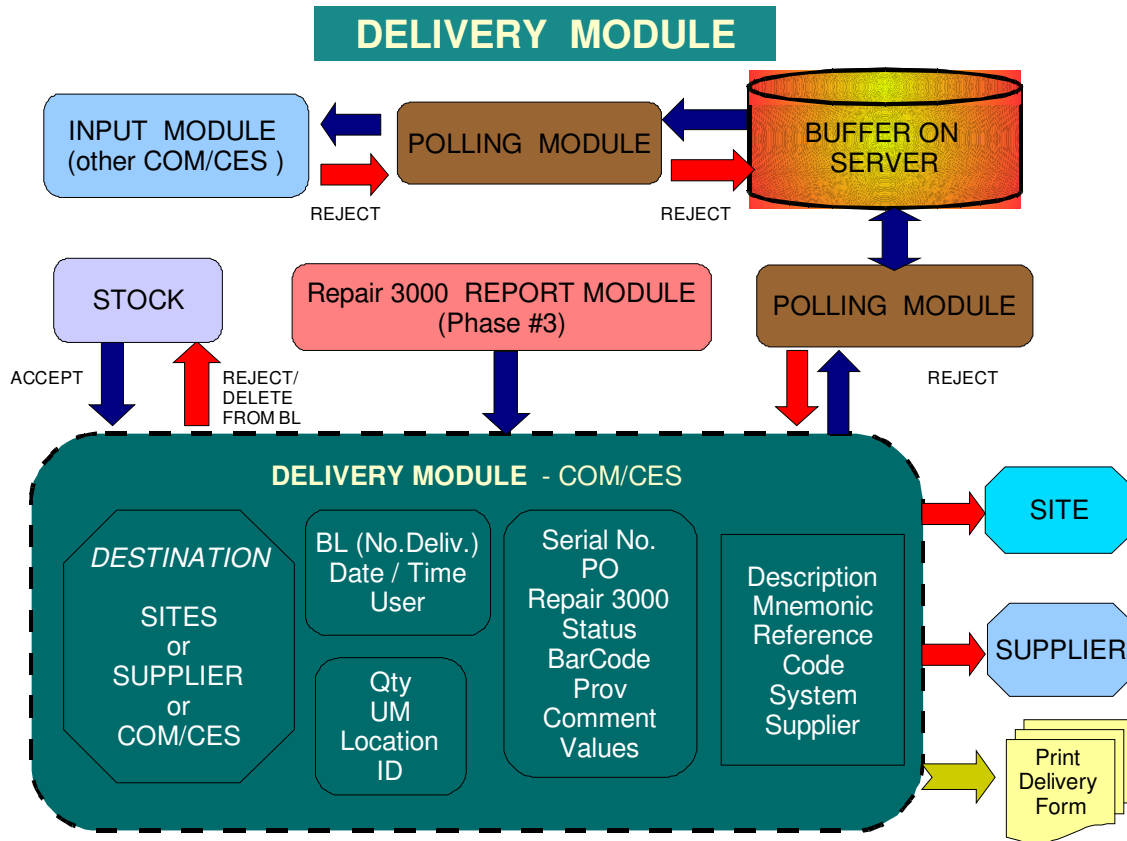 DELIVERY MODULE
INPUT MODULE
(other COM/CES )
POLLING MODULE
BUFFER ON
SERVER
REJECT
REJECT
STOCK
Repair 3000 REPORT MODULE
(Phase #3)
POLLING MODULE
ACCEPT
REJECT/
DELETE
FROM BL
REJECT
DELIVERY MODULE - COM/CES
DESTINATION
SITES
or
SUPPLIER
or
COM/CES
BL (No.Deliv.)
Date / Time
User
Qty
UM
Location
ID
Serial No.
PO
Repair 3000
Status
BarCode
Prov
Comment
Values
Description
Mnemonic
Reference
Code
System
Supplier
SITE
SUPPLIER
Print
Delivery
Form